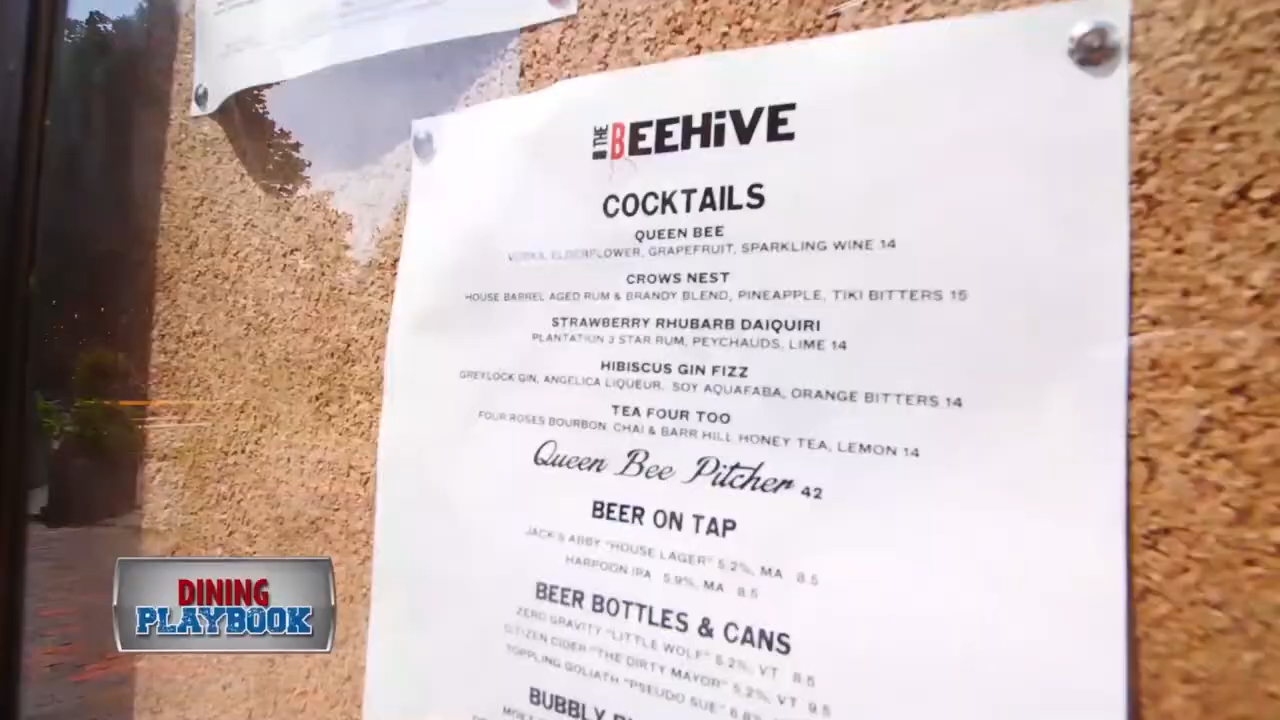 THE BEEHiVE
COCKTAILS
QUEEN BEE
VODKA, ELDERFLOWER, GRAPEFRUIT, SPARKLING WINE 14
CROWS NEST
HOUSE BARREL AGED RUM & BRANDY BLEND, PINEAPPLE, TIKI BITTERS 15
STRAWBERRY RHUBARB DAIQUIRI
PLANTATION 3 STAR RUM, PEYCHAUDS, LIME 14
HIBISCUS GIN FIZZ
GREYLOCK GIN, ANGELICA LIQUEUR, SOY AQUAFABA, ORANGE BITTERS 14
TEA FOUR TOO
FOUR ROSES BOURBON, CHAI & BARR HILL HONEY TEA, LEMON 14
Queen Bee Pitcher 42
BEER ON TAP
JACK'S ABBY "HOUSE LAGER" 5.2%, MA 8.5
HARPOON IPA 5.9%, MA 8.5
BEER BOTTLES & CANS
ZERO GRAVITY "LITTLE WOLF" 5.2%, VT 8.5
CITIZEN CIDER "THE DIRTY MAYOR" 5.2%, VT 9.5
TOPPLING GOLIATH "PSEUDO SUE" 6.8%
BUBBLY
DINING
PLAYBOOK